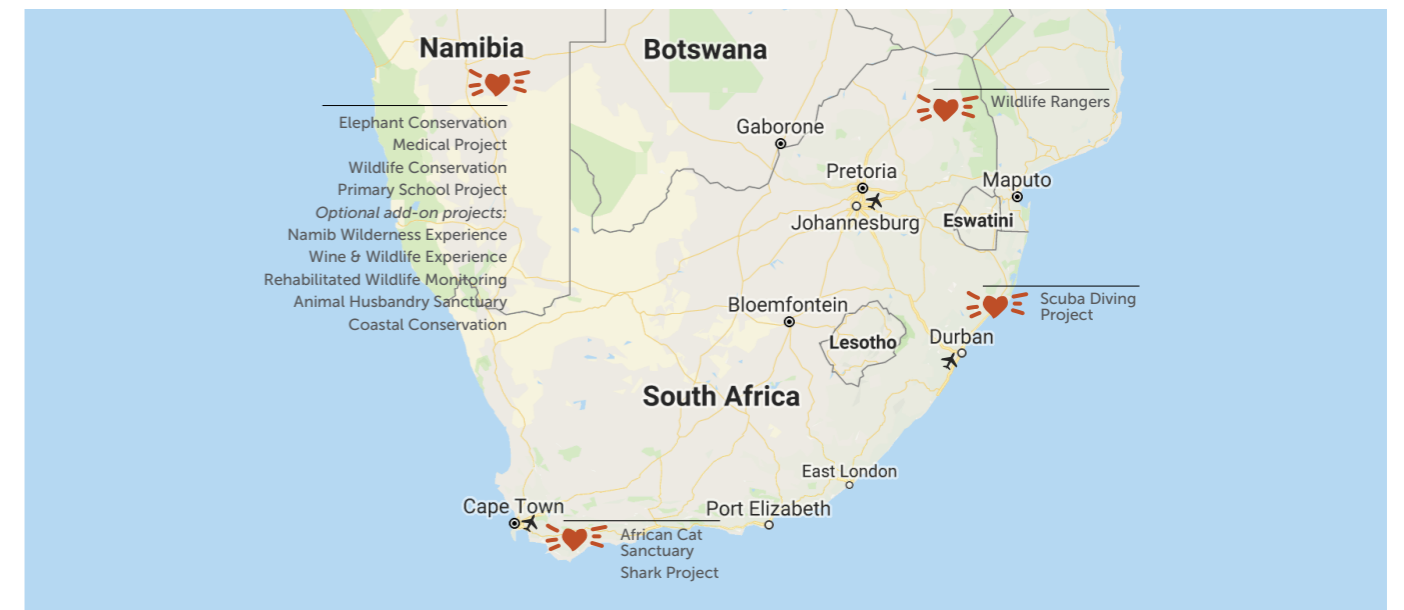 Namibia
Botswana
Elephant Conservation
Medical Project
Wildlife Conservation
Primary School Project
Optional add-on projects:
Namib Wilderness Experience
Wine & Wildlife Experience
Rehabilitated Wildlife Monitoring
Animal Husbandry Sanctuary
Coastal Conservation
Wildlife Rangers
Gaborone
Pretoria
Johannesburg
Maputo
Eswatini
Scuba Diving
Project
Bloemfontein
Lesotho
Durban
South Africa
East London
Cape Town
Port Elizabeth
African Cat
Sanctuary
Shark Project